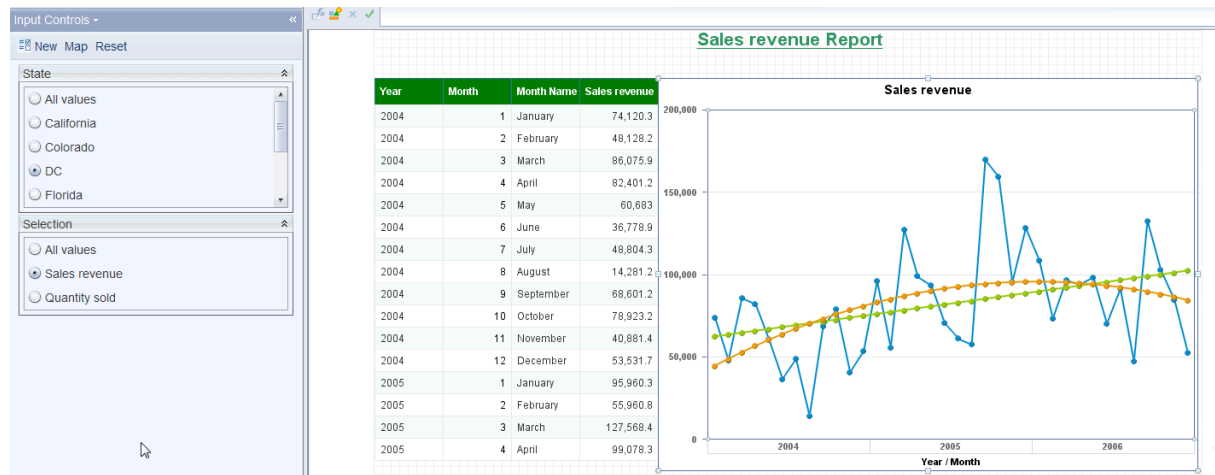 Input Controls
«
New Map Reset
State
All values
California
Colorado
DC
Florida
Selection
All values
Sales revenue
Quantity sold
Sales revenue Report
Year Month Month Name Sales revenue
2004 1 January 74,120.3
2004 2 February 48,128.2
2004 3 March 86,075.9
2004 4 April 82,401.2
2004 5 May 60,683
2004 6 June 36,778.9
2004 7 July 48,804.3
2004 8 August 14,281.2
2004 9 September 68,601.2
2004 10 October 78,923.2
2004 11 November 40,881.4
2004 12 December 53,531.7
2005 1 January 95,960.3
2005 2 February 55,960.8
2005 3 March 127,568.4
2005 4 April 99,078.3
Sales revenue
200,000
150,000
100,000
50,000
0
2004 2005 2006
Year / Month